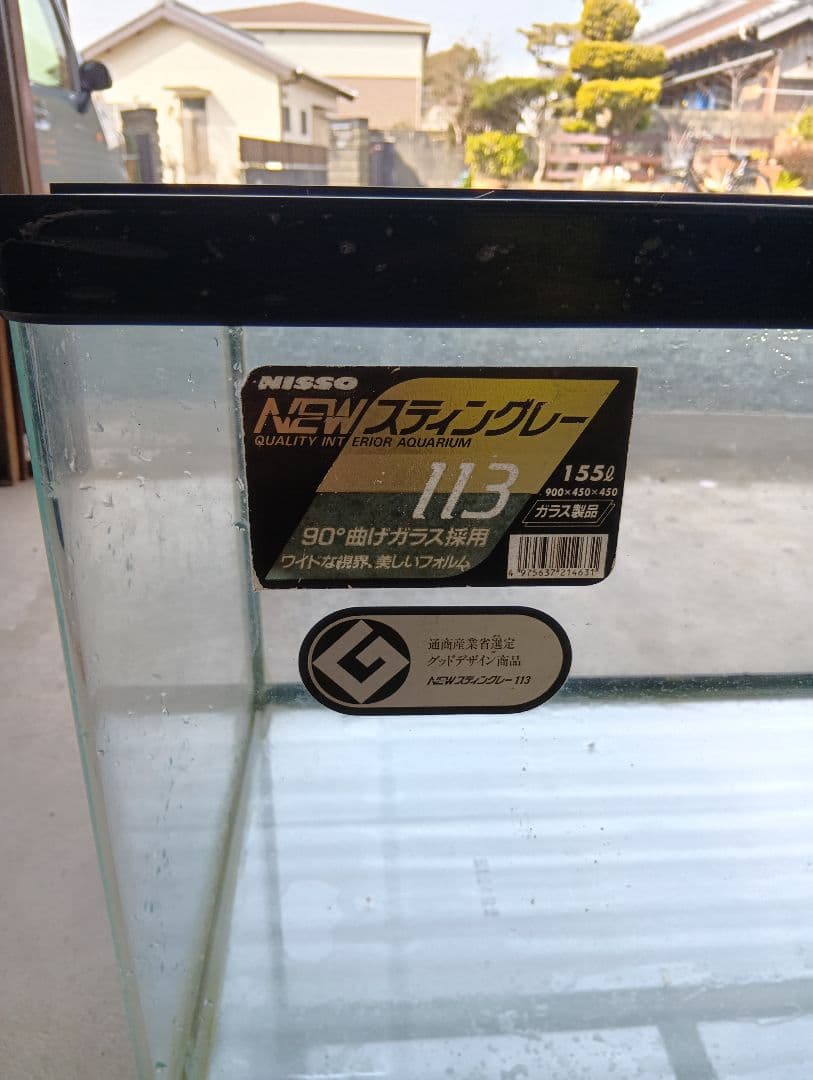 NISSO
NEWスティングレー
QUALITY INTERIOR AQUARIUM
113
155ℓ
900×450×450
ガラス製品
90°曲げガラス採用
ワイドな視界、美しいフォルム
4 975637 214631
通商産業省選定
グッドデザイン商品
NEWスティングレー113